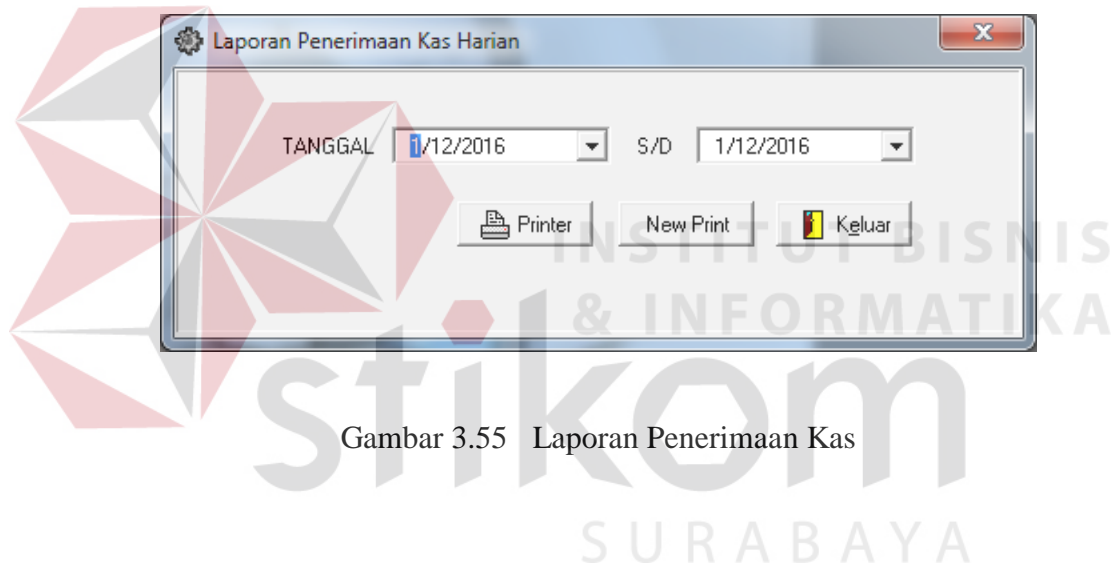 Laporan Penerimaan Kas Harian
TANGGAL 1/12/2016 S/D 1/12/2016
Printer New Print Keluar
INSTITUT BISNIS
& INFORMATIKA
stikom
Gambar 3.55 Laporan Penerimaan Kas
SURABAYA